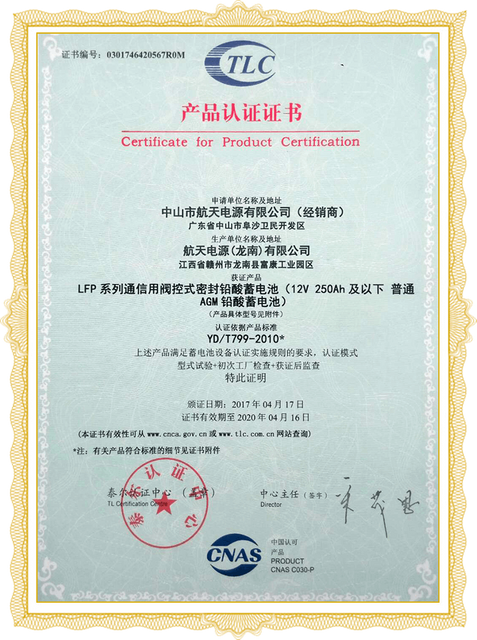 证书编号：0301746420567R0M
TLC
产品认证证书
Certificate for Product Certification
申请单位名称及地址
中山市航天电源有限公司（经销商）
广东省中山市阜沙卫民开发区
生产单位名称及地址
航天电源(龙南)有限公司
江西省赣州市龙南县富康工业园区
获证产品
LFP 系列通信用阀控式密封铅酸蓄电池（12V 250Ah 及以下 普通
AGM 铅酸蓄电池）
（产品具体型号见附件）
认证依据产品标准
YD/T799-2010*
上述产品满足蓄电池设备认证实施规则的要求，认证模式
型式试验+初次工厂检查+获证后监查
特此证明
颁证日期：2017 年 04 月 17 日
证书有效期至 2020 年 04 月 16 日
(本证书有效性可从 www.cnca.gov.cn 或 www.tlc.com.cn 网站查询)
*注：有关产品符合标准的细节见证书附件
泰尔认证中心（盖章）
TL Certification Centre
泰尔认证中心
中心主任（签字）
Director
CNAS
中国认可
产品
PRODUCT
CNAS C030-P